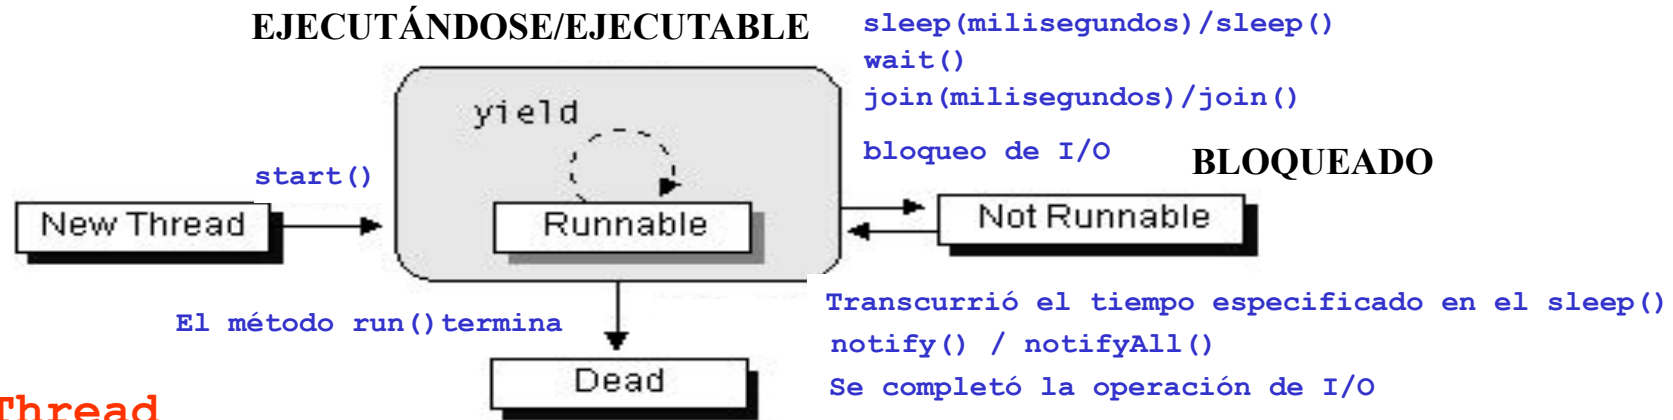 EJECUTÁNDOSE/EJECUTABLE
sleep(milisegundos)/sleep()
wait()
join(milisegundos)/join()
bloqueo de I/O
BLOQUEADO
yield
start()
New Thread
Runnable
Not Runnable
El método run()termina
Transcurrió el tiempo especificado en el sleep()
notify() / notifyAll()
Se completó la operación de I/O
Dead
Thread